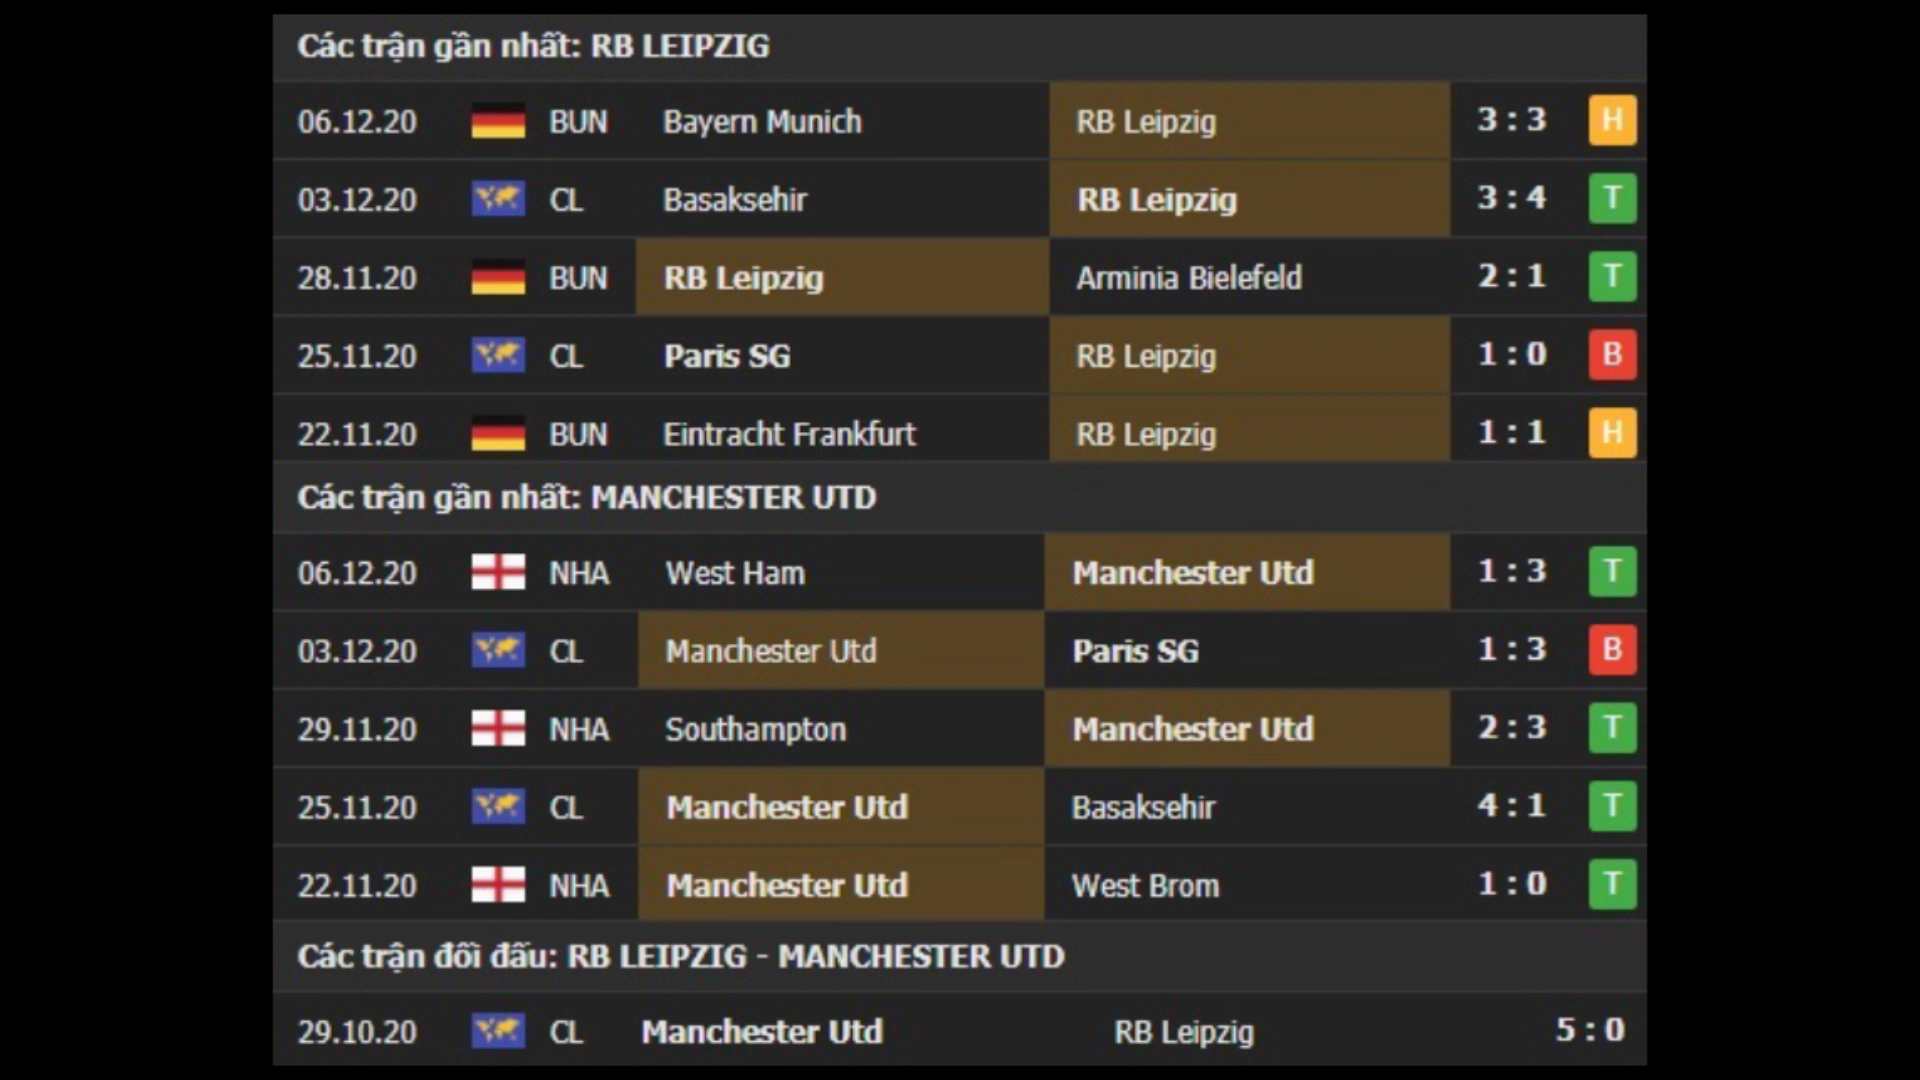 Các trận gần nhất: RB LEIPZIG
06.12.20 BUN Bayern Munich RB Leipzig 3 : 3 H
03.12.20 CL Basaksehir RB Leipzig 3 : 4 T
28.11.20 BUN RB Leipzig Arminia Bielefeld 2 : 1 T
25.11.20 CL Paris SG RB Leipzig 1 : 0 B
22.11.20 BUN Eintracht Frankfurt RB Leipzig 1 : 1 H
Các trận gần nhất: MANCHESTER UTD
06.12.20 NHA West Ham Manchester Utd 1 : 3 T
03.12.20 CL Manchester Utd Paris SG 1 : 3 B
29.11.20 NHA Southampton Manchester Utd 2 : 3 T
25.11.20 CL Manchester Utd Basaksehir 4 : 1 T
22.11.20 NHA Manchester Utd West Brom 1 : 0 T
Các trận đối đấu: RB LEIPZIG - MANCHESTER UTD
29.10.20 CL Manchester Utd RB Leipzig 5 : 0